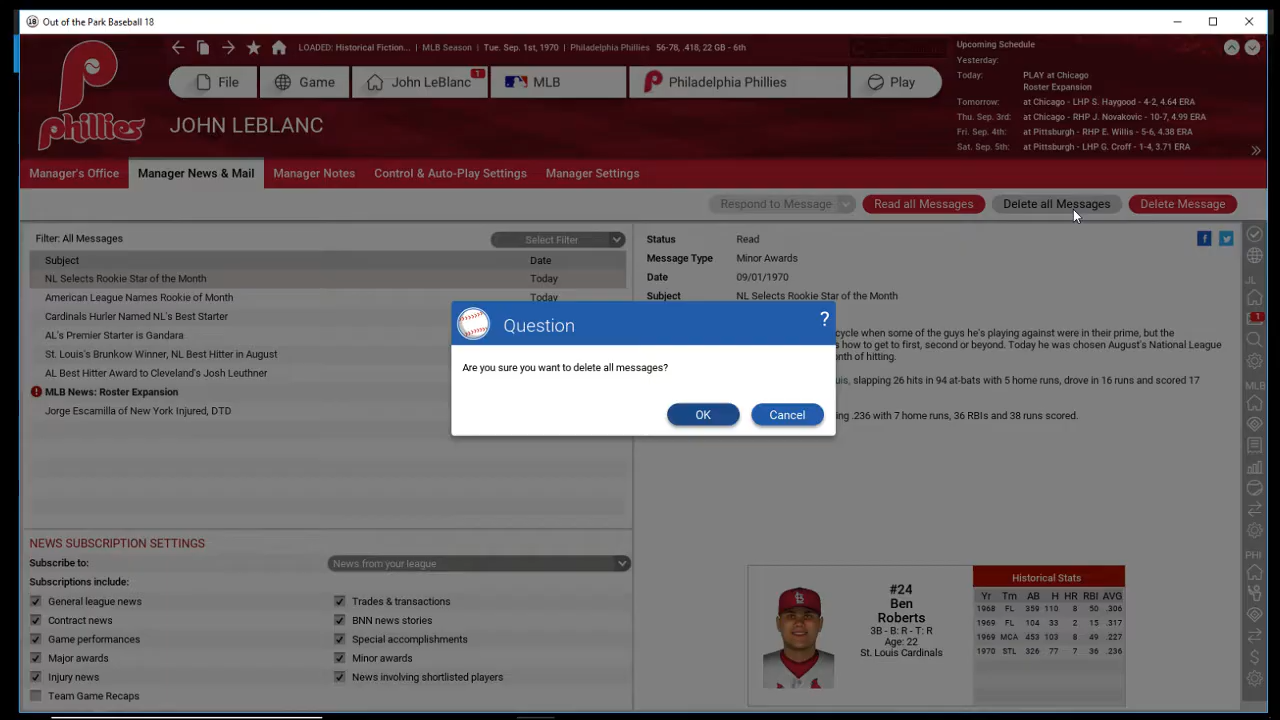 Out of the Park Baseball 18
LOADED: Historical Fiction... | MLB Season | Tue. Sep. 1st, 1970 | Philadelphia Phillies | 56-78, .418, 22 GB - 6th
File
Game
John LeBlanc
1
MLB
Philadelphia Phillies
Play
phillies
JOHN LEBLANC
Upcoming Schedule
Yesterday:
Today: PLAY at Chicago
Roster Expansion
Tomorrow: at Chicago - LHP S. Haygood - 4-2, 4.64 ERA
Thu. Sep. 3rd: at Chicago - RHP J. Novakovic - 10-7, 4.99 ERA
Fri. Sep. 4th: at Pittsburgh - RHP E. Willis - 5-6, 4.38 ERA
Sat. Sep. 5th: at Pittsburgh - LHP G. Croff - 1-4, 3.71 ERA
Manager's Office
Manager News & Mail
Manager Notes
Control & Auto-Play Settings
Manager Settings
Respond to Message
Read all Messages
Delete all Messages
Delete Message
Filter: All Messages
Select Filter
Subject Date
NL Selects Rookie Star of the Month Today
American League Names Rookie of Month Today
Cardinals Hurler Named NL's Best Starter
AL's Premier Starter is Gandara
St. Louis's Brunkow Winner, NL Best Hitter in August
AL Best Hitter Award to Cleveland's Josh Leuthner
MLB News: Roster Expansion
Jorge Escamilla of New York Injured, DTD
Status Read
Message Type Minor Awards
Date 09/01/1970
Subject NL Selects Rookie Star of the Month
cycle when some of the guys he's playing against were in their prime, but the
how to get to first, second or beyond. Today he was chosen August's National League
onth of hitting.
uis, slapping 26 hits in 94 at-bats with 5 home runs, drove in 16 runs and scored 17
ing .236 with 7 home runs, 36 RBIs and 38 runs scored.
Question
?
Are you sure you want to delete all messages?
OK
Cancel
NEWS SUBSCRIPTION SETTINGS
Subscribe to: News from your league
Subscriptions include:
General league news
Contract news
Game performances
Major awards
Injury news
Team Game Recaps
Trades & transactions
BNN news stories
Special accomplishments
Minor awards
News involving shortlisted players
#24
Ben
Roberts
3B - B: R - T: R
Age: 22
St. Louis Cardinals
Historical Stats
Yr Tm AB H HR RBI AVG
1968 FL 359 110 8 50 .306
1969 FL 104 33 2 15 .317
1969 MCA 453 103 8 49 .227
1970 STL 326 77 7 36 .236
JL
1
MLB
PHI